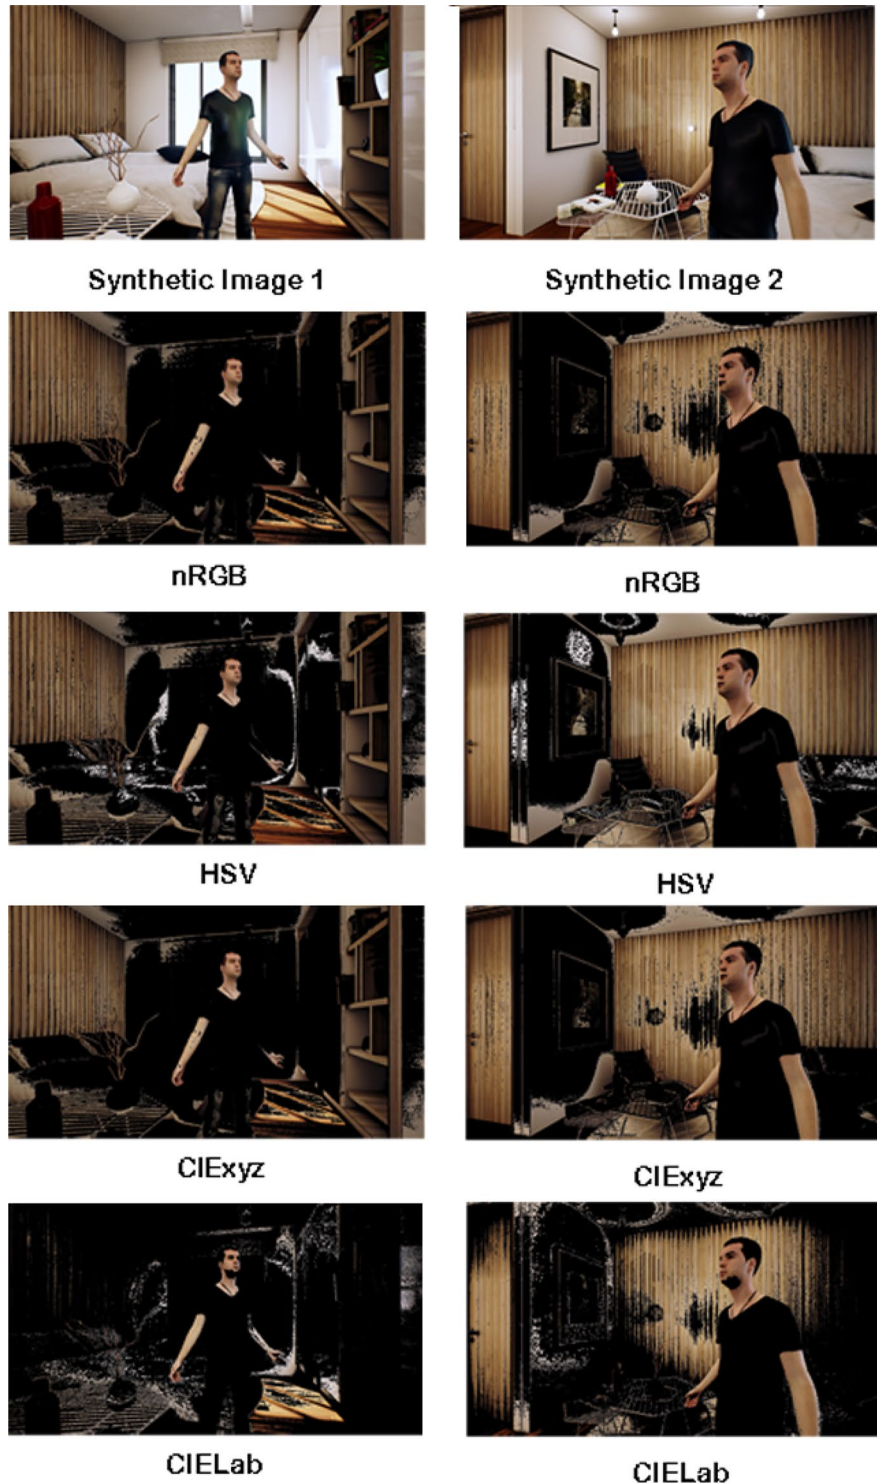 Synthetic Image 1
Synthetic Image 2
nRGB
nRGB
HSV
HSV
CIExyz
CIExyz
CIELab
CIELab